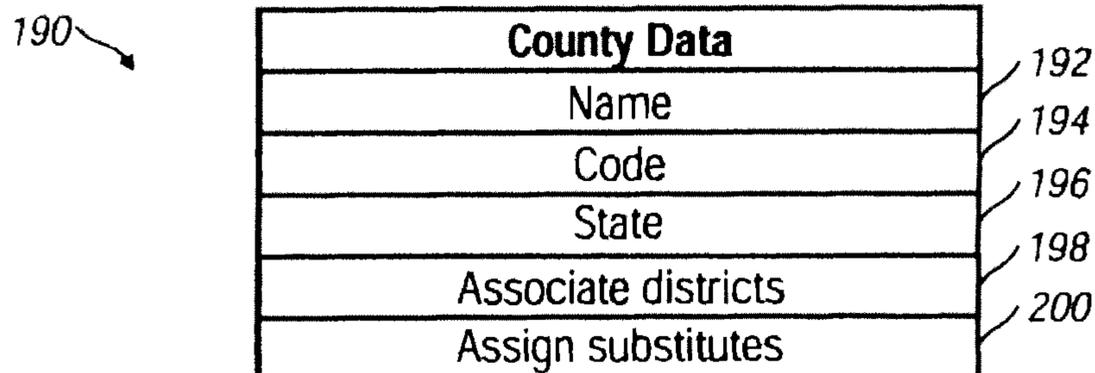 190
County Data
Name
192
Code
194
State
196
Associate districts
198
Assign substitutes
200